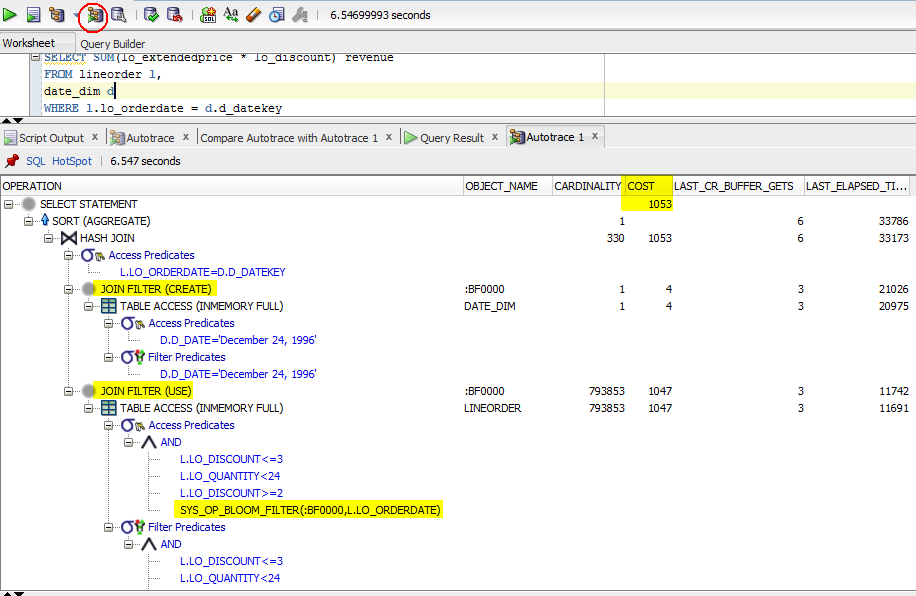 SQL Aa 6.54699993 seconds
Worksheet Query Builder
SELECT SUM(lo_extendedprice * lo_discount) revenue
FROM lineorder l,
date_dim d
WHERE l.lo_orderdate = d.d_datekey
Script Output × Autotrace × Compare Autotrace with Autotrace 1 × Query Result × Autotrace 1 ×
SQL HotSpot 6.547 seconds
OPERATION OBJECT_NAME CARDINALITY COST LAST_CR_BUFFER_GETS LAST_ELAPSED_TI...
SELECT STATEMENT 1053
SORT (AGGREGATE) 1 6 33786
HASH JOIN 330 1053 6 33173
Access Predicates
L.LO_ORDERDATE=D.D_DATEKEY
JOIN FILTER (CREATE) :BF0000 1 4 3 21026
TABLE ACCESS (INMEMORY FULL) DATE_DIM 1 4 3 20975
Access Predicates
D.D_DATE='December 24, 1996'
Filter Predicates
D.D_DATE='December 24, 1996'
JOIN FILTER (USE) :BF0000 793853 1047 3 11742
TABLE ACCESS (INMEMORY FULL) LINEORDER 793853 1047 3 11691
Access Predicates
AND
L.LO_DISCOUNT<=3
L.LO_QUANTITY<24
L.LO_DISCOUNT>=2
SYS_OP_BLOOM_FILTER(:BF0000,L.LO_ORDERDATE)
Filter Predicates
AND
L.LO_DISCOUNT<=3
L.LO_QUANTITY<24